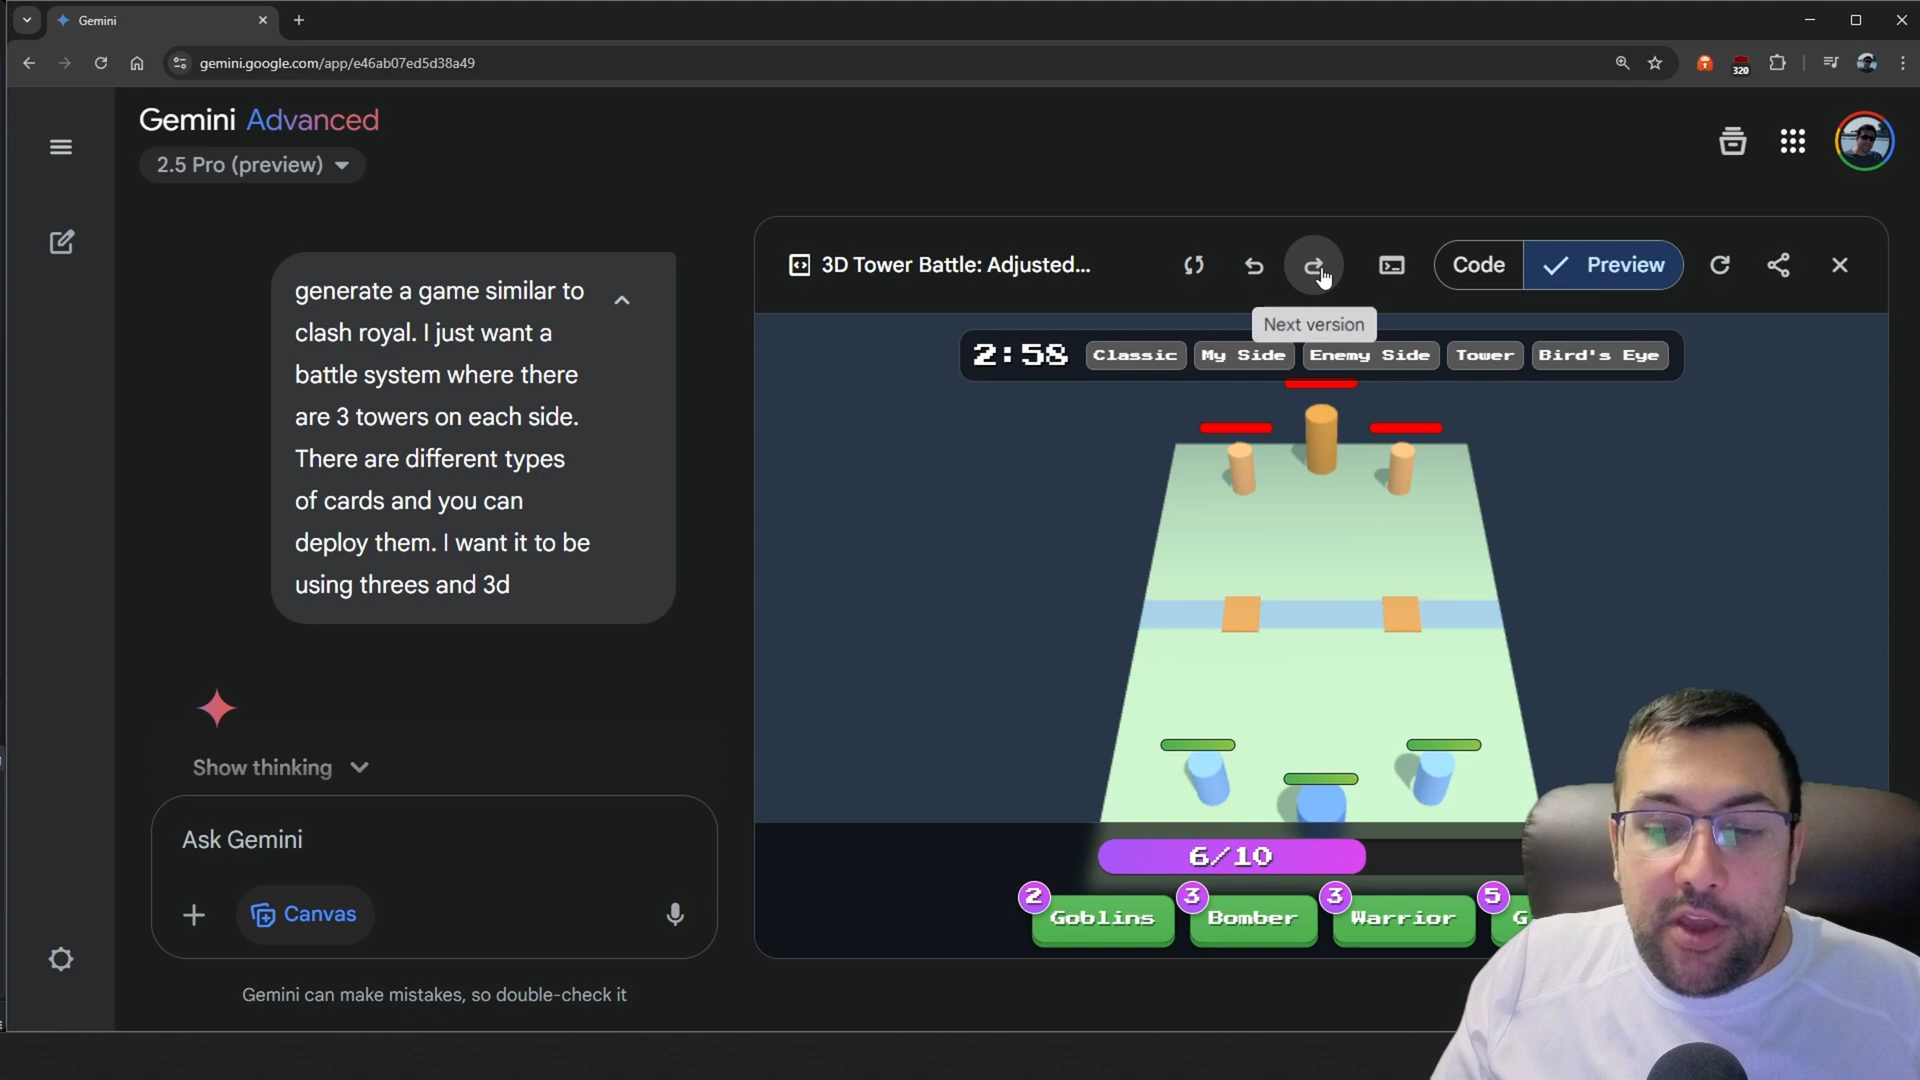 Gemini
gemini.google.com/app/e46ab07ed5d38a49
320
Gemini Advanced
2.5 Pro (preview)
generate a game similar to
clash royal. I just want a
battle system where there
are 3 towers on each side.
There are different types
of cards and you can
deploy them. I want it to be
using threes and 3d
Show thinking
Ask Gemini
Canvas
Gemini can make mistakes, so double-check it
3D Tower Battle: Adjusted...
Code
Preview
Next version
2:58
Classic
My Side
Enemy Side
Tower
Bird's Eye
6/10
2
Goblins
3
Bomber
3
Warrior
5
G